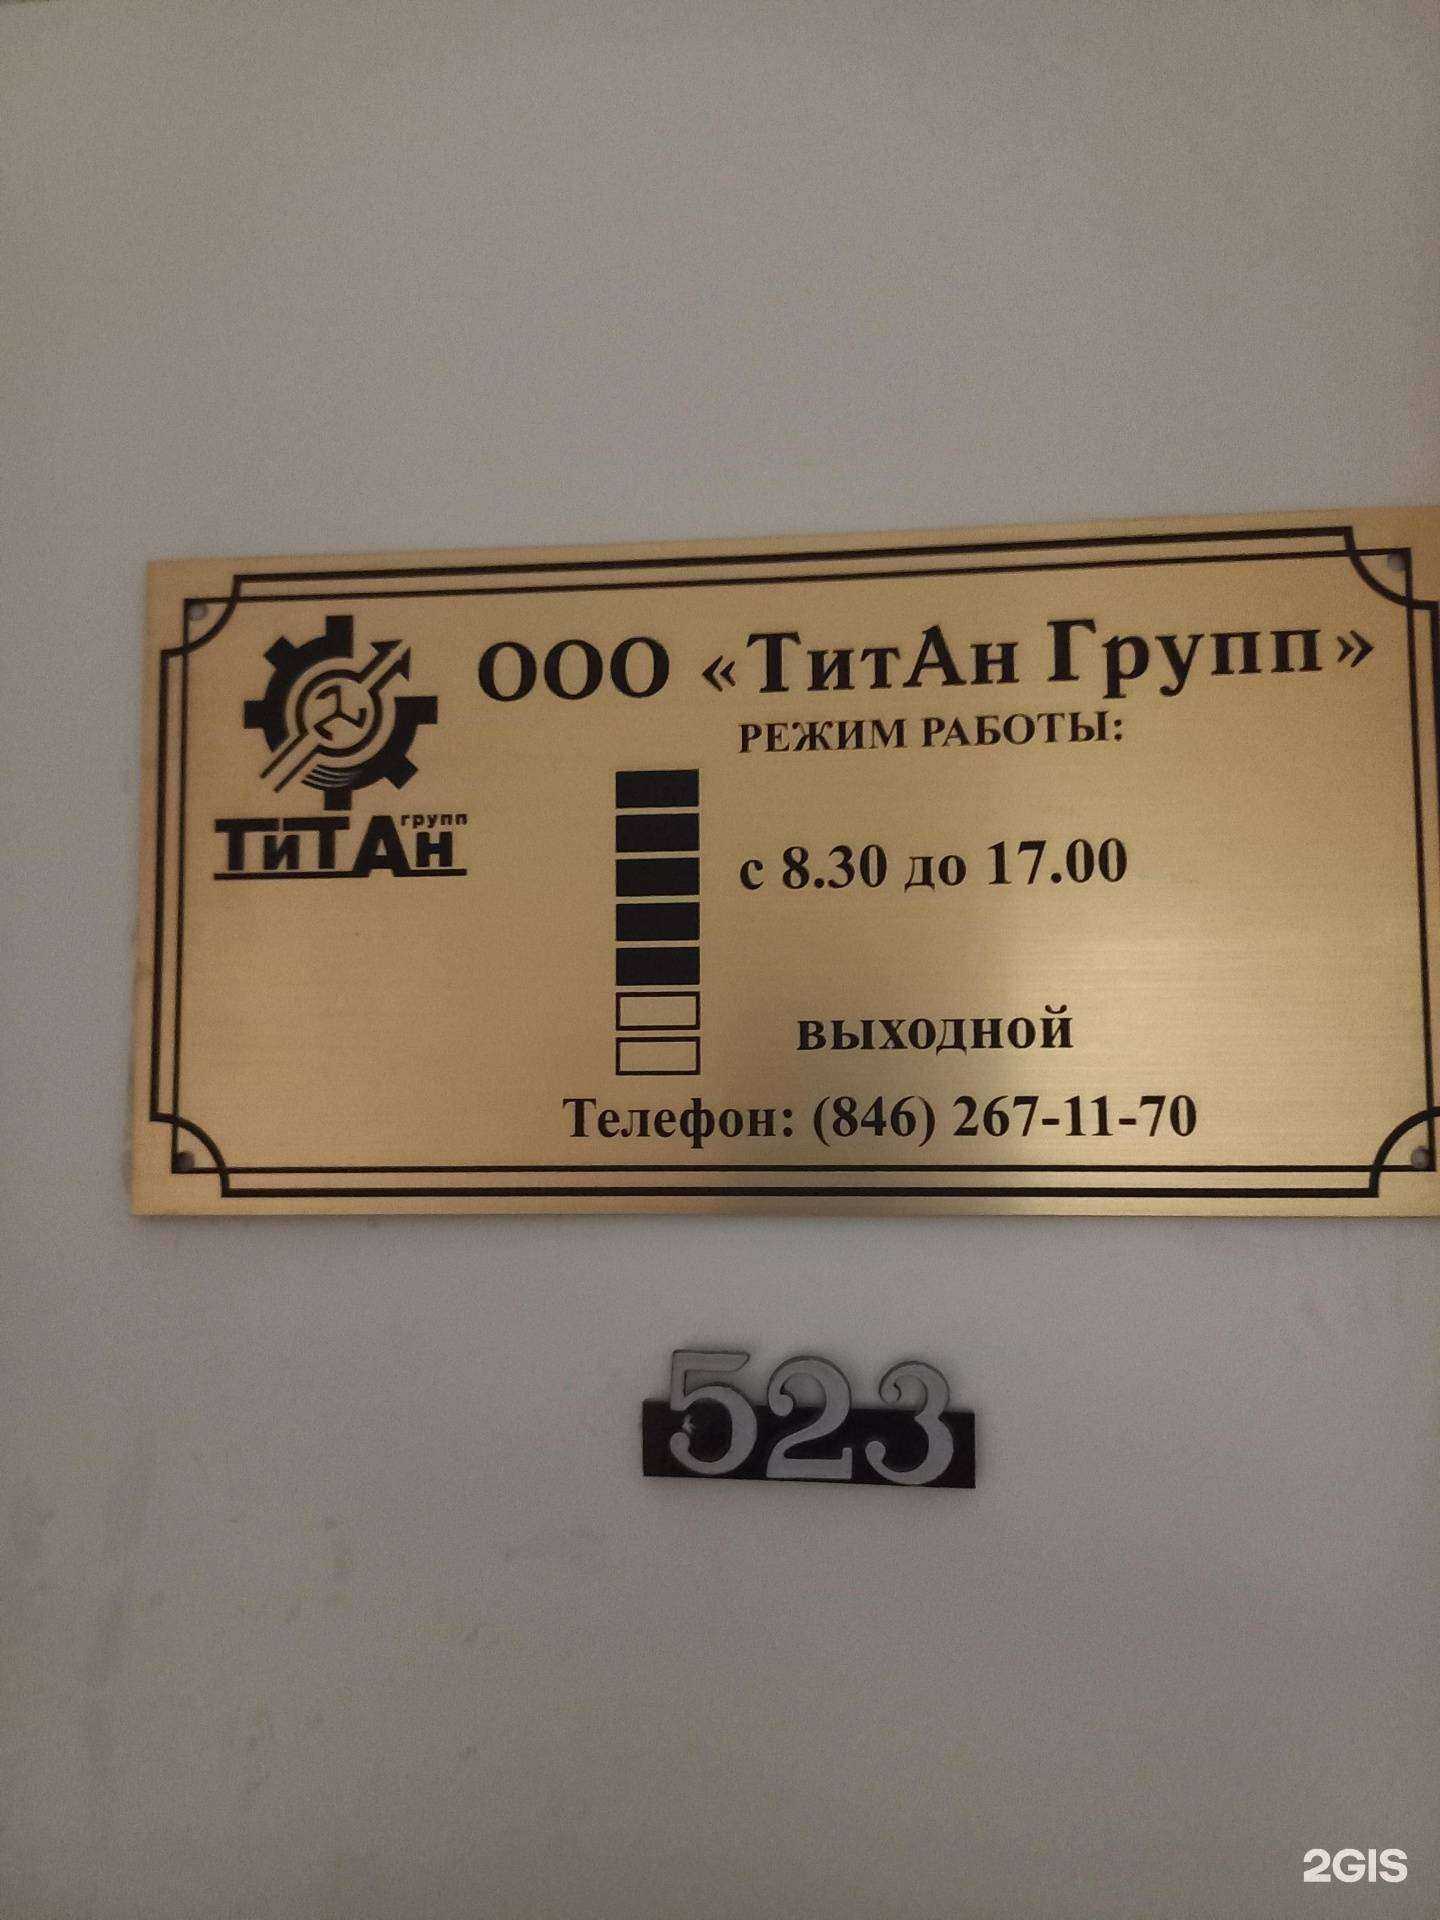 ООО «ТитАн Групп»
РЕЖИМ РАБОТЫ:
групп
ТиТАн
с 8.30 до 17.00
выходной
Телефон: (846) 267-11-70
523
2GIS